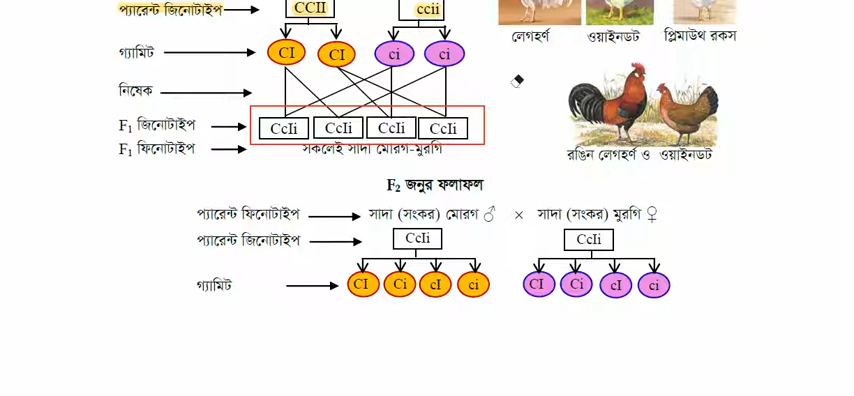 প্যারেন্ট জিনোটাইপ CCII ccii
লেগহর্ণ ওয়াইনডট প্লিমাউথ রকস
গ্যামিট CI CI ci ci
নিষেক
F₁ জিনোটাইপ CcIi CcIi CcIi CcIi
F₁ ফিনোটাইপ সকলেই সাদা মোরগ-মুরগি
রঙিন লেগহর্ণ ও ওয়াইনডট
F₂ জনুর ফলাফল
প্যারেন্ট ফিনোটাইপ সাদা (সংকর) মোরগ ♂ × সাদা (সংকর) মুরগি ♀
প্যারেন্ট জিনোটাইপ CcIi CcIi
গ্যামিট CI Ci cI ci CI Ci cI ci